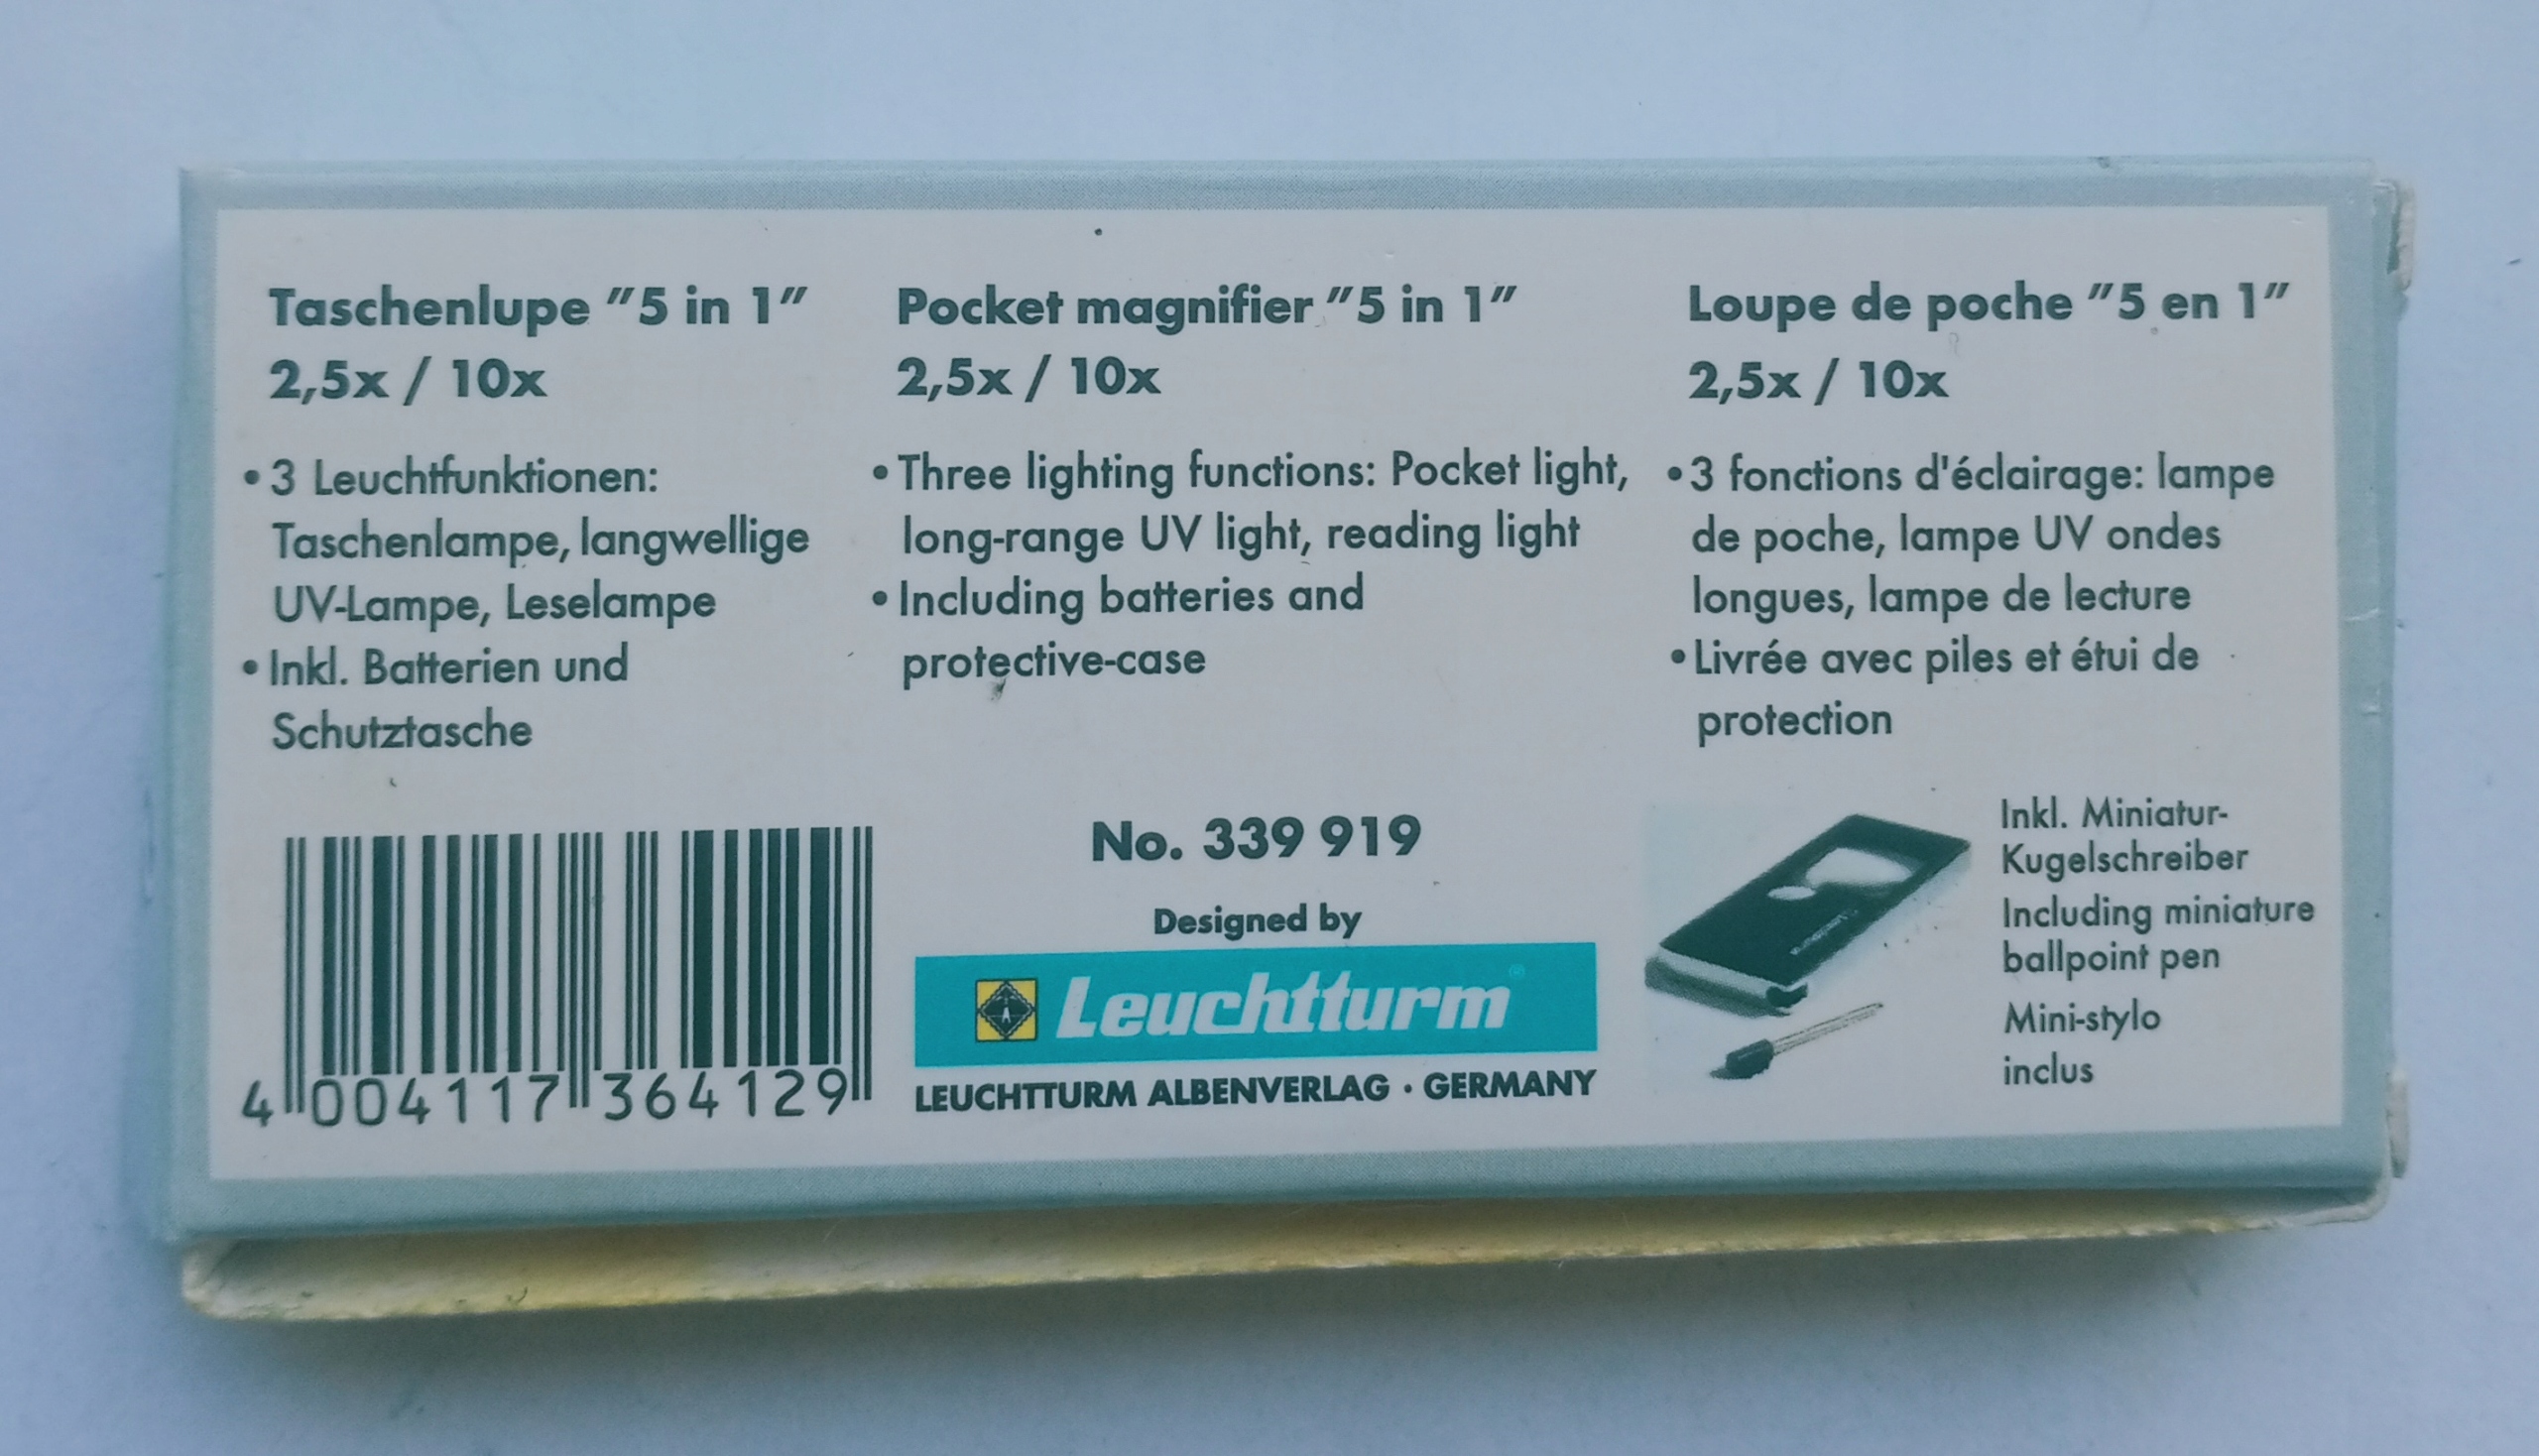 Taschenlupe "5 in 1"
2,5x / 10x
• 3 Leuchtfunktionen:
Taschenlampe, langwellige
UV-Lampe, Leselampe
• Inkl. Batterien und
Schutztasche
Pocket magnifier "5 in 1"
2,5x / 10x
• Three lighting functions: Pocket light,
long-range UV light, reading light
• Including batteries and
protective-case
Loupe de poche "5 en 1"
2,5x / 10x
• 3 fonctions d'éclairage: lampe
de poche, lampe UV ondes
longues, lampe de lecture
• Livrée avec piles et étui de
protection
4 004117 364129
No. 339 919
Designed by
Leuchtturm®
LEUCHTTURM ALBENVERLAG • GERMANY
Inkl. Miniatur-
Kugelschreiber
Including miniature
ballpoint pen
Mini-stylo
inclus